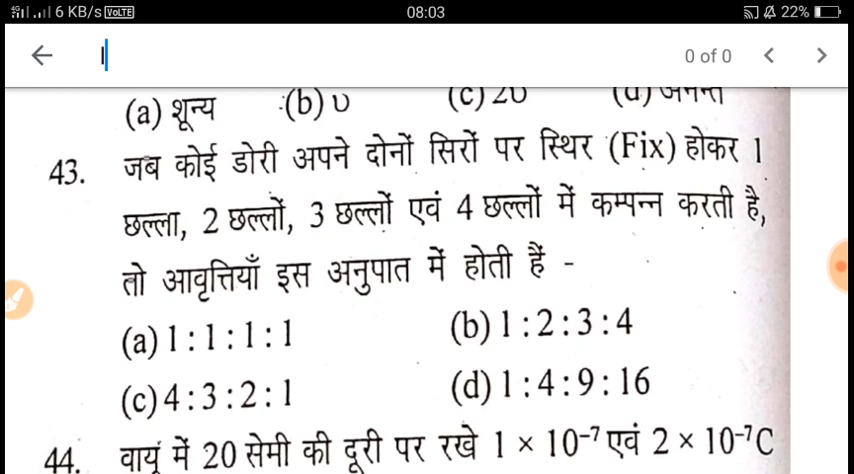 6 KB/s VoLTE 08:03 22%
0 of 0
(a) शून्य (b) υ (c) 2υ (d) अनन्त
43. जब कोई डोरी अपने दोनों सिरों पर स्थिर (Fix) होकर 1
छल्ला, 2 छल्लों, 3 छल्लों एवं 4 छल्लों में कम्पन्न करती है,
तो आवृत्तियाँ इस अनुपात में होती हैं -
(a) 1:1:1:1 (b) 1:2:3:4
(c) 4:3:2:1 (d) 1:4:9:16
44. वायु में 20 सेमी की दूरी पर रखे 1 × 10⁻⁷ एवं 2 × 10⁻⁷C